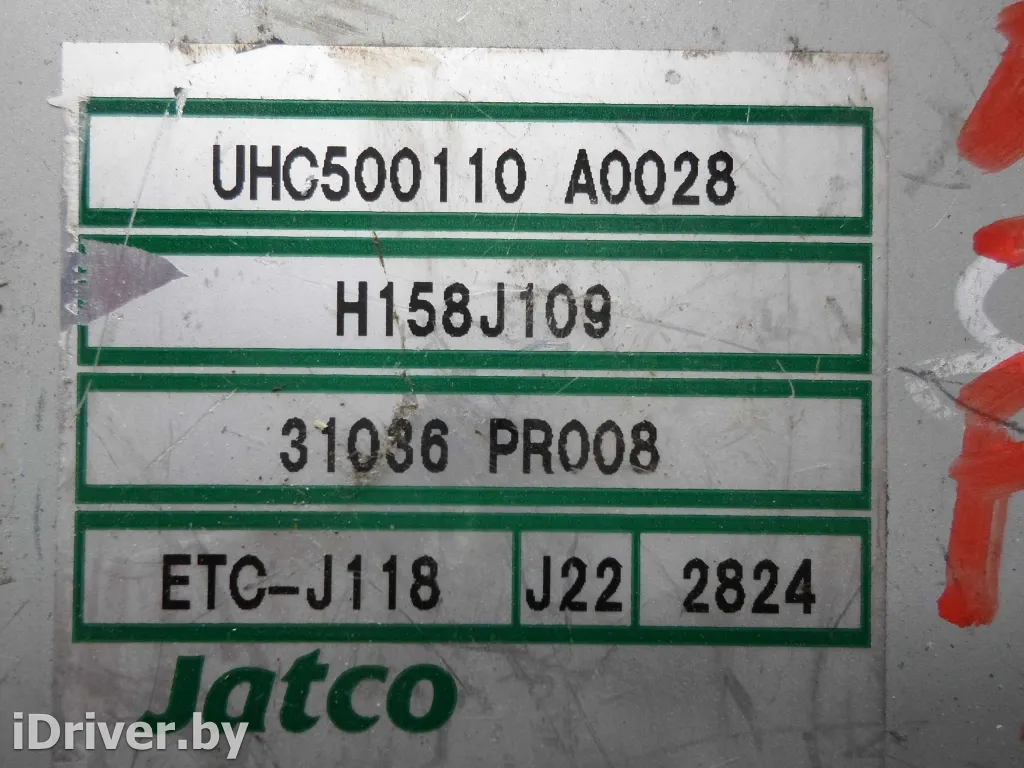 UHC500110 A0028
H158J109
31036 PR008
ETC-J118 J22 2824
Jatco
iDriver.by